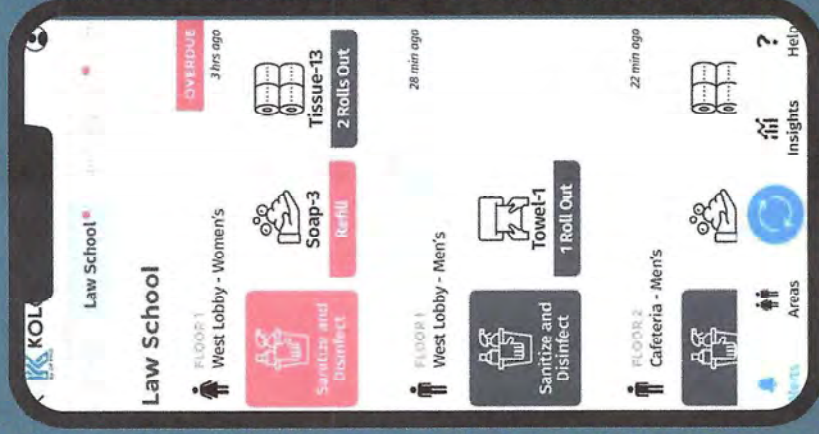 KOL
Law School
Law School
OVERDUE
FLOOR 1
3 hrs ago
West Lobby - Women's
Sanitize and
Disinfect
Soap-3
Refill
Tissue-13
2 Rolls Out
FLOOR 1
28 min ago
West Lobby - Men's
Sanitize and
Disinfect
Towel-1
1 Roll Out
FLOOR 2
22 min ago
Cafeteria - Men's
Alerts
Areas
Insights
Help